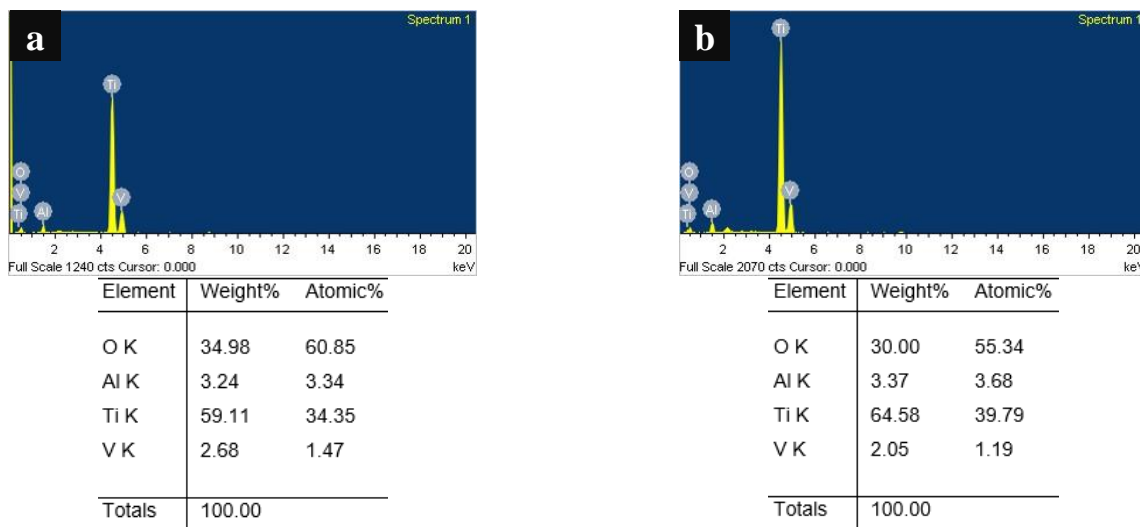 a
Spectrum 1
Ti
O
V
Ti
Al
V
2 4 6 8 10 12 14 16 18 20
Full Scale 1240 cts Cursor: 0.000 keV
Element Weight% Atomic%
O K 34.98 60.85
Al K 3.24 3.34
Ti K 59.11 34.35
V K 2.68 1.47
Totals 100.00
b
Spectrum 1
Ti
O
V
Ti
Al
V
2 4 6 8 10 12 14 16 18 20
Full Scale 2070 cts Cursor: 0.000 keV
Element Weight% Atomic%
O K 30.00 55.34
Al K 3.37 3.68
Ti K 64.58 39.79
V K 2.05 1.19
Totals 100.00